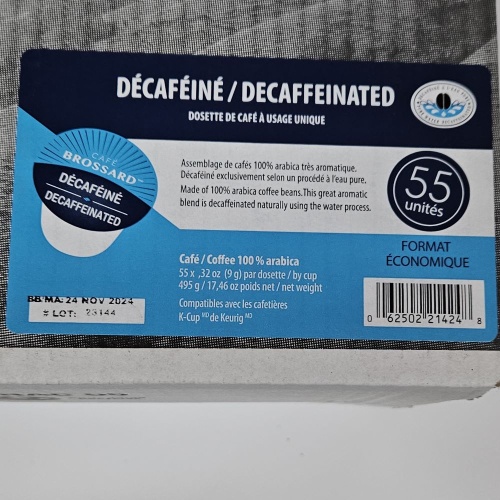 DÉCAFÉINÉ / DECAFFEINATED
DOSETTE DE CAFÉ À USAGE UNIQUE
CAFÉ
BROSSARD
DÉCAFÉINÉ
DECAFFEINATED
Assemblage de cafés 100% arabica très aromatique.
Décaféiné exclusivement selon un procédé à l'eau pure.
Made of 100% arabica coffee beans.This great aromatic
blend is decaffeinated naturally using the water process.
55
unités
FORMAT
ÉCONOMIQUE
Café / Coffee 100 % arabica
55 x ,32 oz (9 g) par dosette / by cup
495 g / 17,46 oz poids net / net weight
Compatibles avec les cafetières
K-Cup MD de Keurig MD
BB MA: 24 NOV 2024
# LOT: 23144
0 62502 21424 8